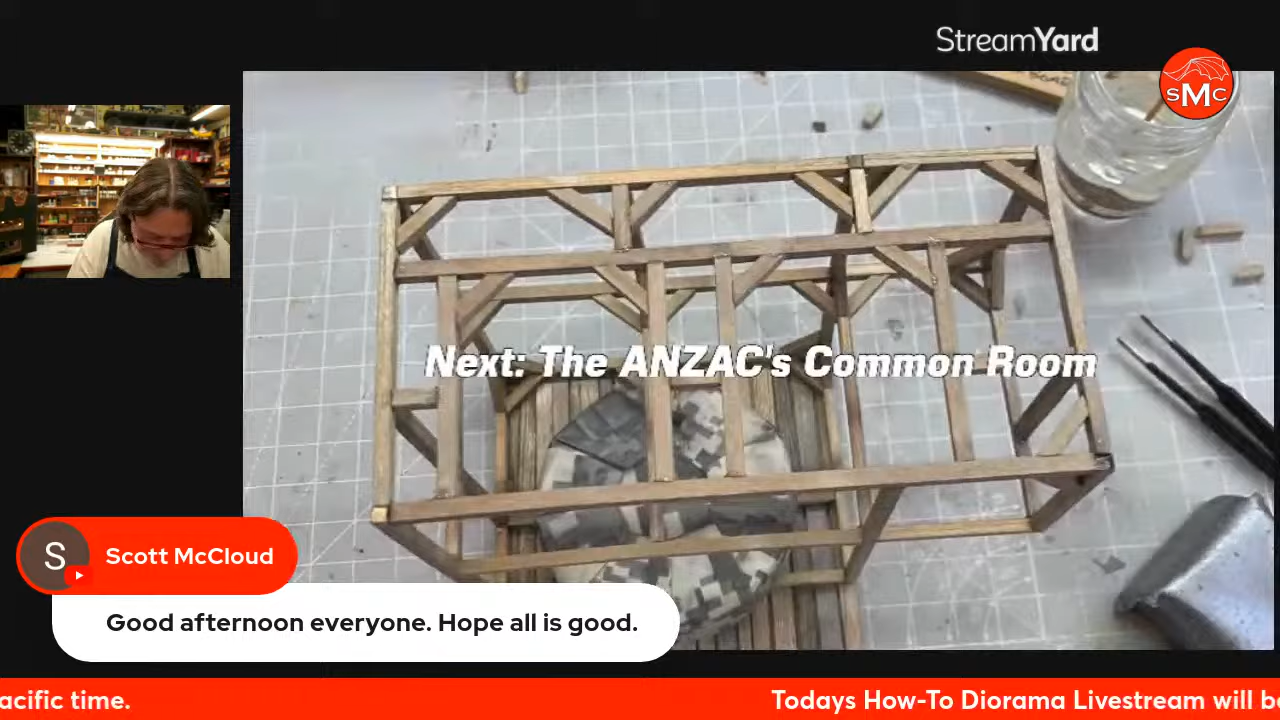 StreamYard
SMC
Next: The ANZAC's Common Room
S
Scott McCloud
Good afternoon everyone. Hope all is good.
acific time.
Todays How-To Diorama Livestream will b